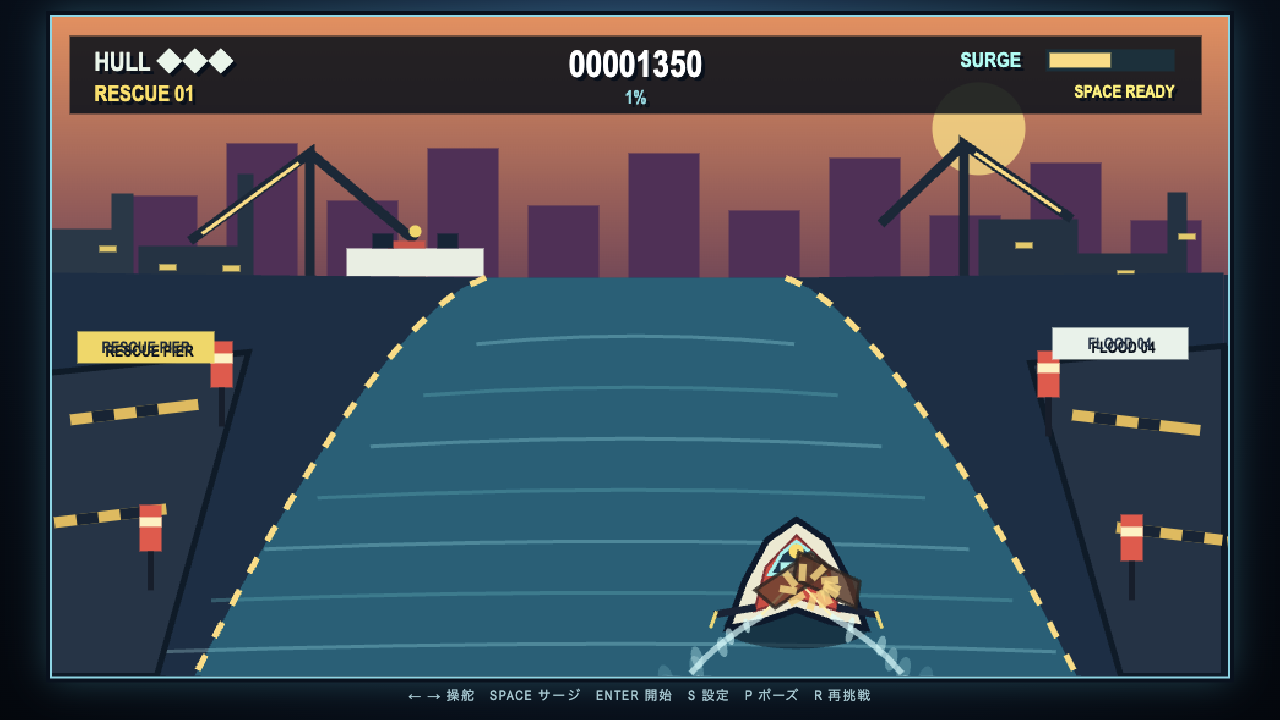 HULL
00001350
SURGE
RESCUE 01
1%
SPACE READY
RESCUE PIER
FLOOD 04
← → 操舵 SPACE サージ ENTER 開始 S 設定 P ポーズ R 再挑戦